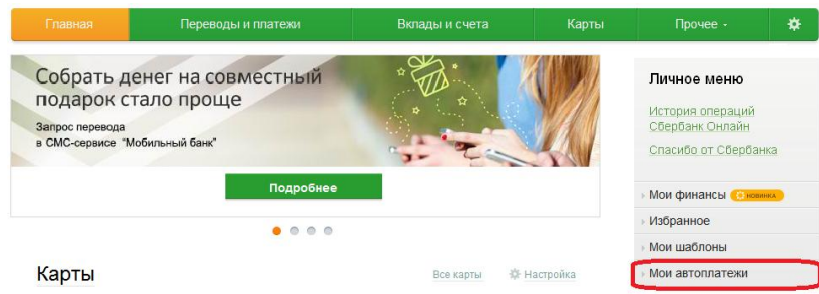 Главная Переводы и платежи Вклады и счета Карты Прочее
Собрать денег на совместный
подарок стало проще
Запрос перевода
в СМС-сервисе "Мобильный банк"
Подробнее
Карты Все карты Настройка
Личное меню
История операций
Сбербанк Онлайн
Спасибо от Сбербанка
Мои финансы НОВИНКА
Избранное
Мои шаблоны
Мои автоплатежи